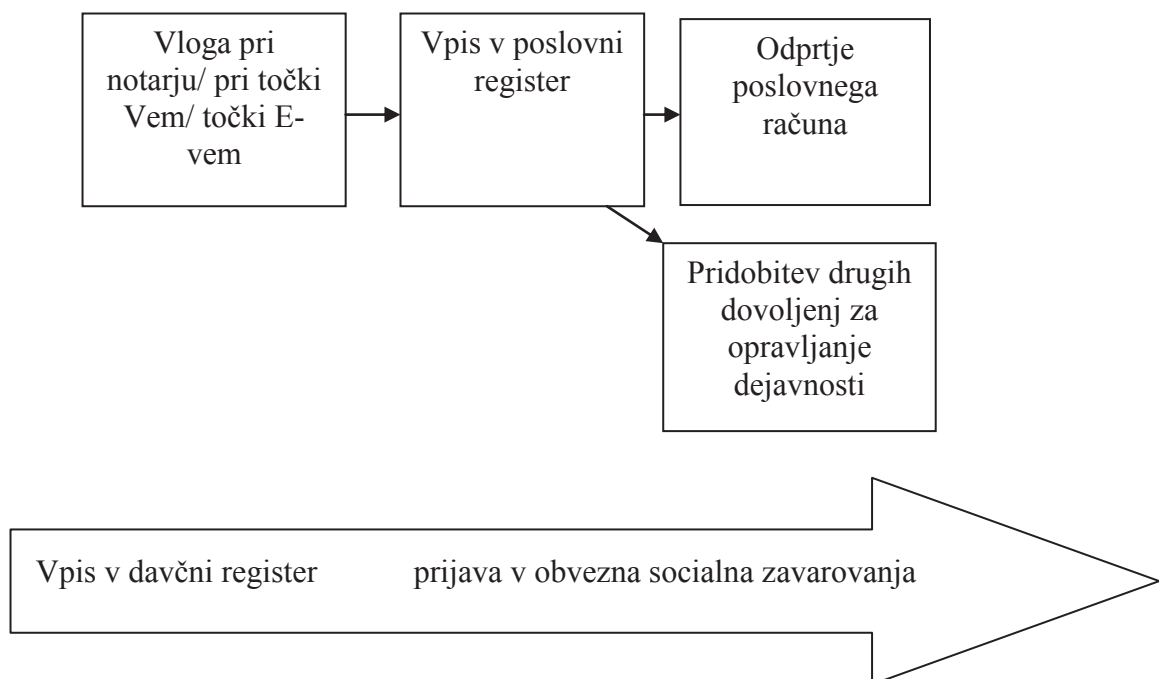 Vloga pri
notarju/ pri točki
Vem/ točki E-
vem
Vpis v poslovni
register
Odprtje
poslovnega
računa
Pridobitev drugih
dovoljenj za
opravljanje
dejavnosti
Vpis v davčni register prijava v obvezna socialna zavarovanja